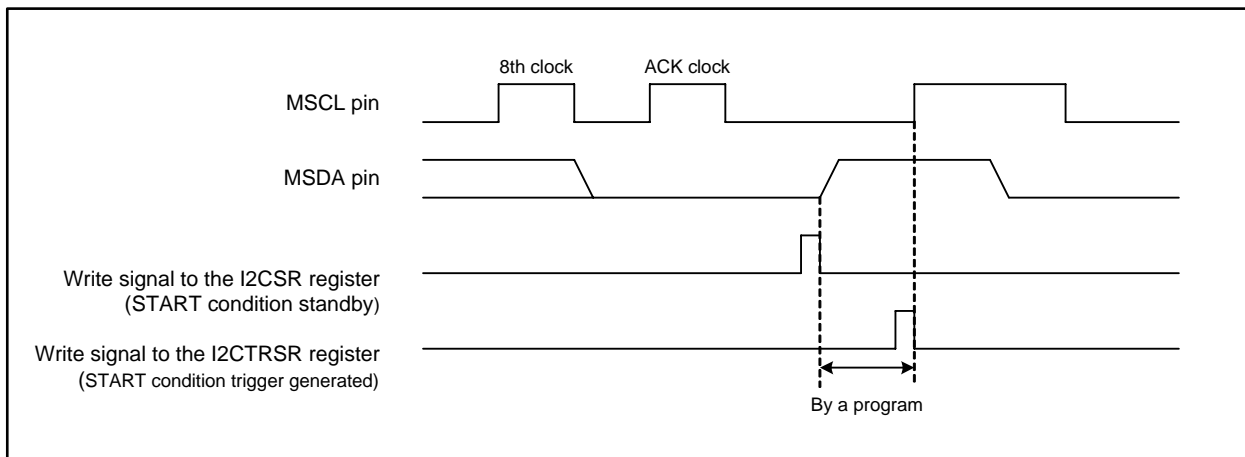 8th clock
ACK clock
MSCL pin
MSDA pin
Write signal to the I2CSR register
(START condition standby)
Write signal to the I2CTRSR register
(START condition trigger generated)
By a program